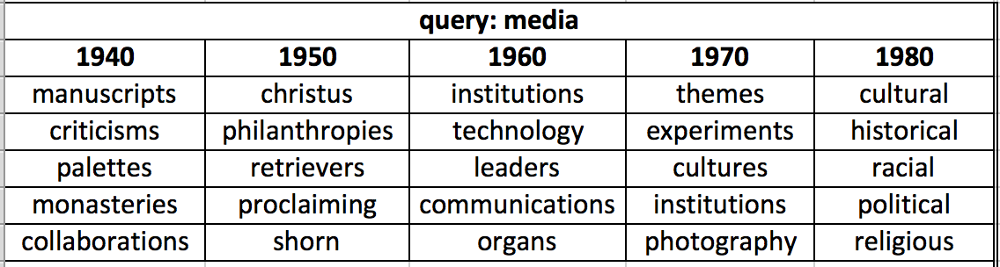 query: media
1940 1950 1960 1970 1980
manuscripts christus institutions themes cultural
criticisms philanthropies technology experiments historical
palettes retrievers leaders cultures racial
monasteries proclaiming communications institutions political
collaborations shorn organs photography religious